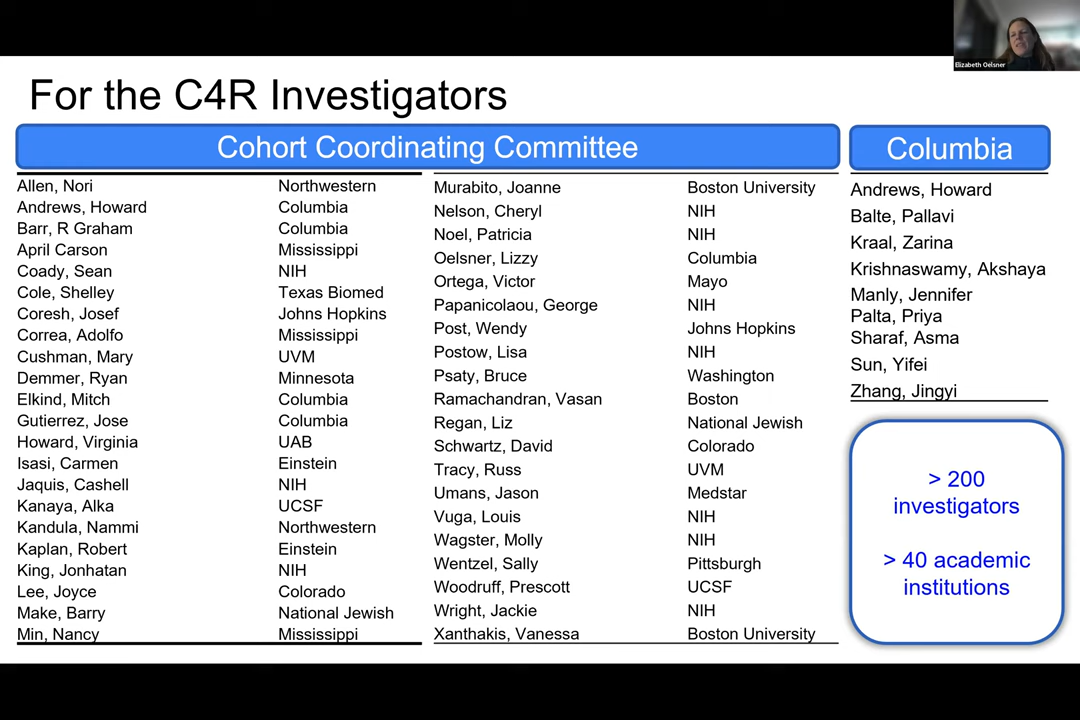 Elizabeth Oelsner
For the C4R Investigators
Cohort Coordinating Committee
Allen, Nori Northwestern
Andrews, Howard Columbia
Barr, R Graham Columbia
April Carson Mississippi
Coady, Sean NIH
Cole, Shelley Texas Biomed
Coresh, Josef Johns Hopkins
Correa, Adolfo Mississippi
Cushman, Mary UVM
Demmer, Ryan Minnesota
Elkind, Mitch Columbia
Gutierrez, Jose Columbia
Howard, Virginia UAB
Isasi, Carmen Einstein
Jaquis, Cashell NIH
Kanaya, Alka UCSF
Kandula, Nammi Northwestern
Kaplan, Robert Einstein
King, Jonhatan NIH
Lee, Joyce Colorado
Make, Barry National Jewish
Min, Nancy Mississippi
Murabito, Joanne Boston University
Nelson, Cheryl NIH
Noel, Patricia NIH
Oelsner, Lizzy Columbia
Ortega, Victor Mayo
Papanicolaou, George NIH
Post, Wendy Johns Hopkins
Postow, Lisa NIH
Psaty, Bruce Washington
Ramachandran, Vasan Boston
Regan, Liz National Jewish
Schwartz, David Colorado
Tracy, Russ UVM
Umans, Jason Medstar
Vuga, Louis NIH
Wagster, Molly NIH
Wentzel, Sally Pittsburgh
Woodruff, Prescott UCSF
Wright, Jackie NIH
Xanthakis, Vanessa Boston University
Columbia
Andrews, Howard
Balte, Pallavi
Kraal, Zarina
Krishnaswamy, Akshaya
Manly, Jennifer
Palta, Priya
Sharaf, Asma
Sun, Yifei
Zhang, Jingyi
> 200
investigators
> 40 academic
institutions